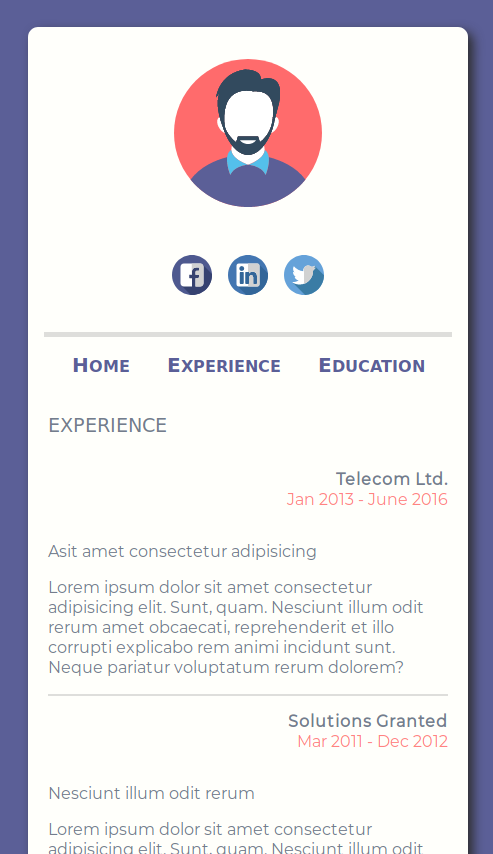 Home Experience Education
EXPERIENCE
Telecom Ltd.
Jan 2013 - June 2016
Asit amet consectetur adipisicing
Lorem ipsum dolor sit amet consectetur
adipisicing elit. Sunt, quam. Nesciunt illum odit
rerum amet obcaecati, reprehenderit et illo
corrupti explicabo rem animi incidunt sunt.
Neque pariatur voluptatum rerum dolorem?
Solutions Granted
Mar 2011 - Dec 2012
Nesciunt illum odit rerum
Lorem ipsum dolor sit amet consectetur
adipisicing elit. Sunt, quam. Nesciunt illum odit